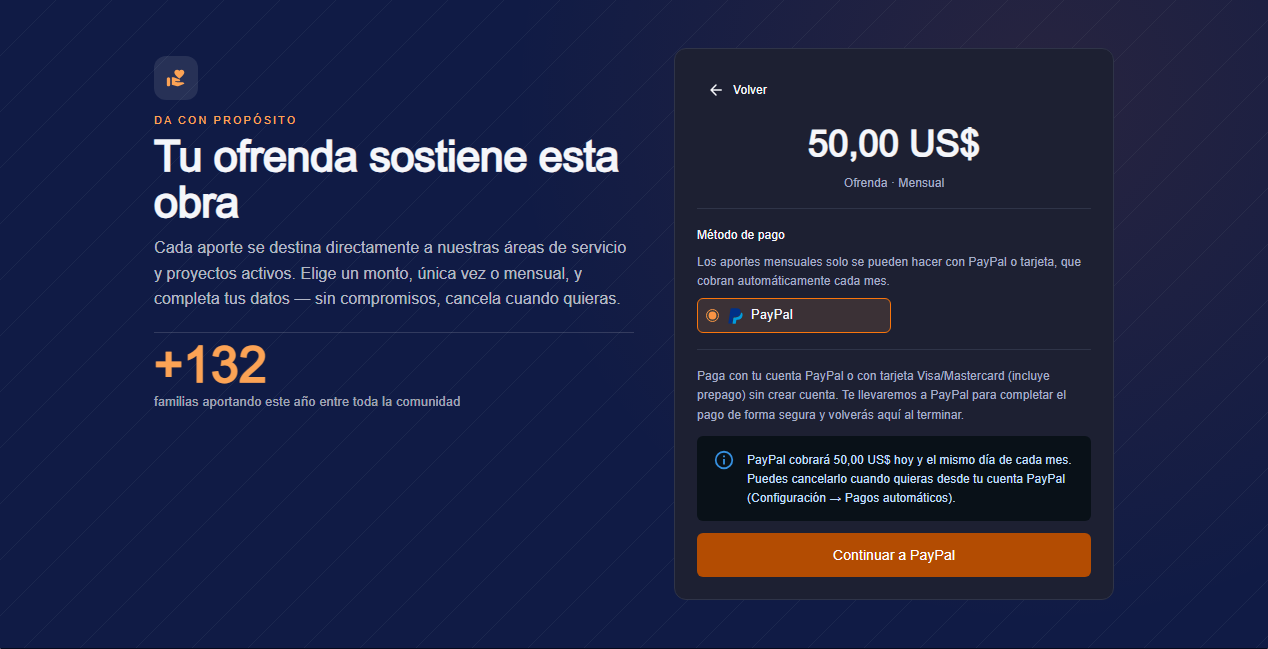 DA CON PROPÓSITO
Tu ofrenda sostiene esta
obra
Cada aporte se destina directamente a nuestras áreas de servicio
y proyectos activos. Elige un monto, única vez o mensual, y
completa tus datos — sin compromisos, cancela cuando quieras.
+132
familias aportando este año entre toda la comunidad
← Volver
50,00 US$
Ofrenda · Mensual
Método de pago
Los aportes mensuales solo se pueden hacer con PayPal o tarjeta, que
cobran automáticamente cada mes.
PayPal
Paga con tu cuenta PayPal o con tarjeta Visa/Mastercard (incluye
prepago) sin crear cuenta. Te llevaremos a PayPal para completar el
pago de forma segura y volverás aquí al terminar.
PayPal cobrará 50,00 US$ hoy y el mismo día de cada mes.
Puedes cancelarlo cuando quieras desde tu cuenta PayPal
(Configuración → Pagos automáticos).
Continuar a PayPal